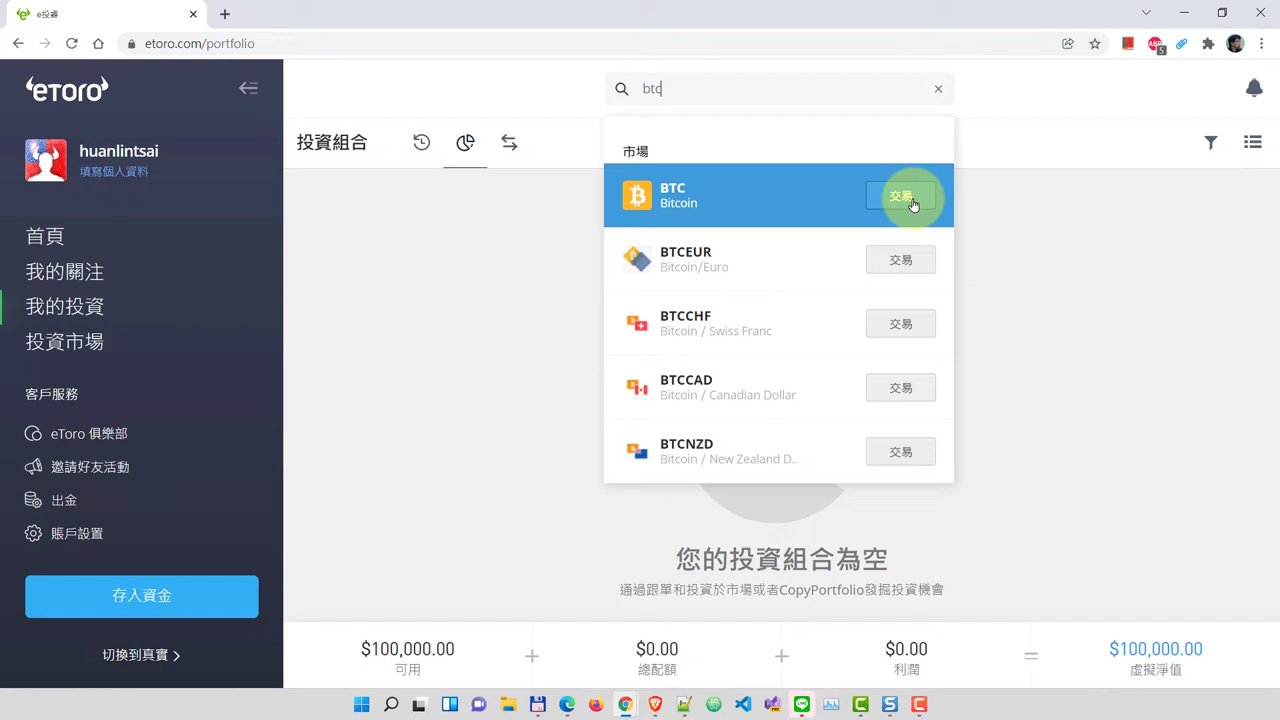 e投睿
etoro.com/portfolio
ABP
5
eToro
btc
huanlintsai
填寫個人資料
投資組合
市場
BTC
Bitcoin
交易
BTCEUR
Bitcoin/Euro
交易
BTCCHF
Bitcoin / Swiss Franc
交易
BTCCAD
Bitcoin / Canadian Dollar
交易
BTCNZD
Bitcoin / New Zealand D...
交易
首頁
我的關注
我的投資
投資市場
客戶服務
eToro 俱樂部
邀請好友活動
出金
賬戶設置
存入資金
切換到真實
您的投資組合為空
通過跟單和投資於市場或者CopyPortfolio發掘投資機會
$100,000.00
可用
+
$0.00
總配額
+
$0.00
利潤
=
$100,000.00
虛擬淨值